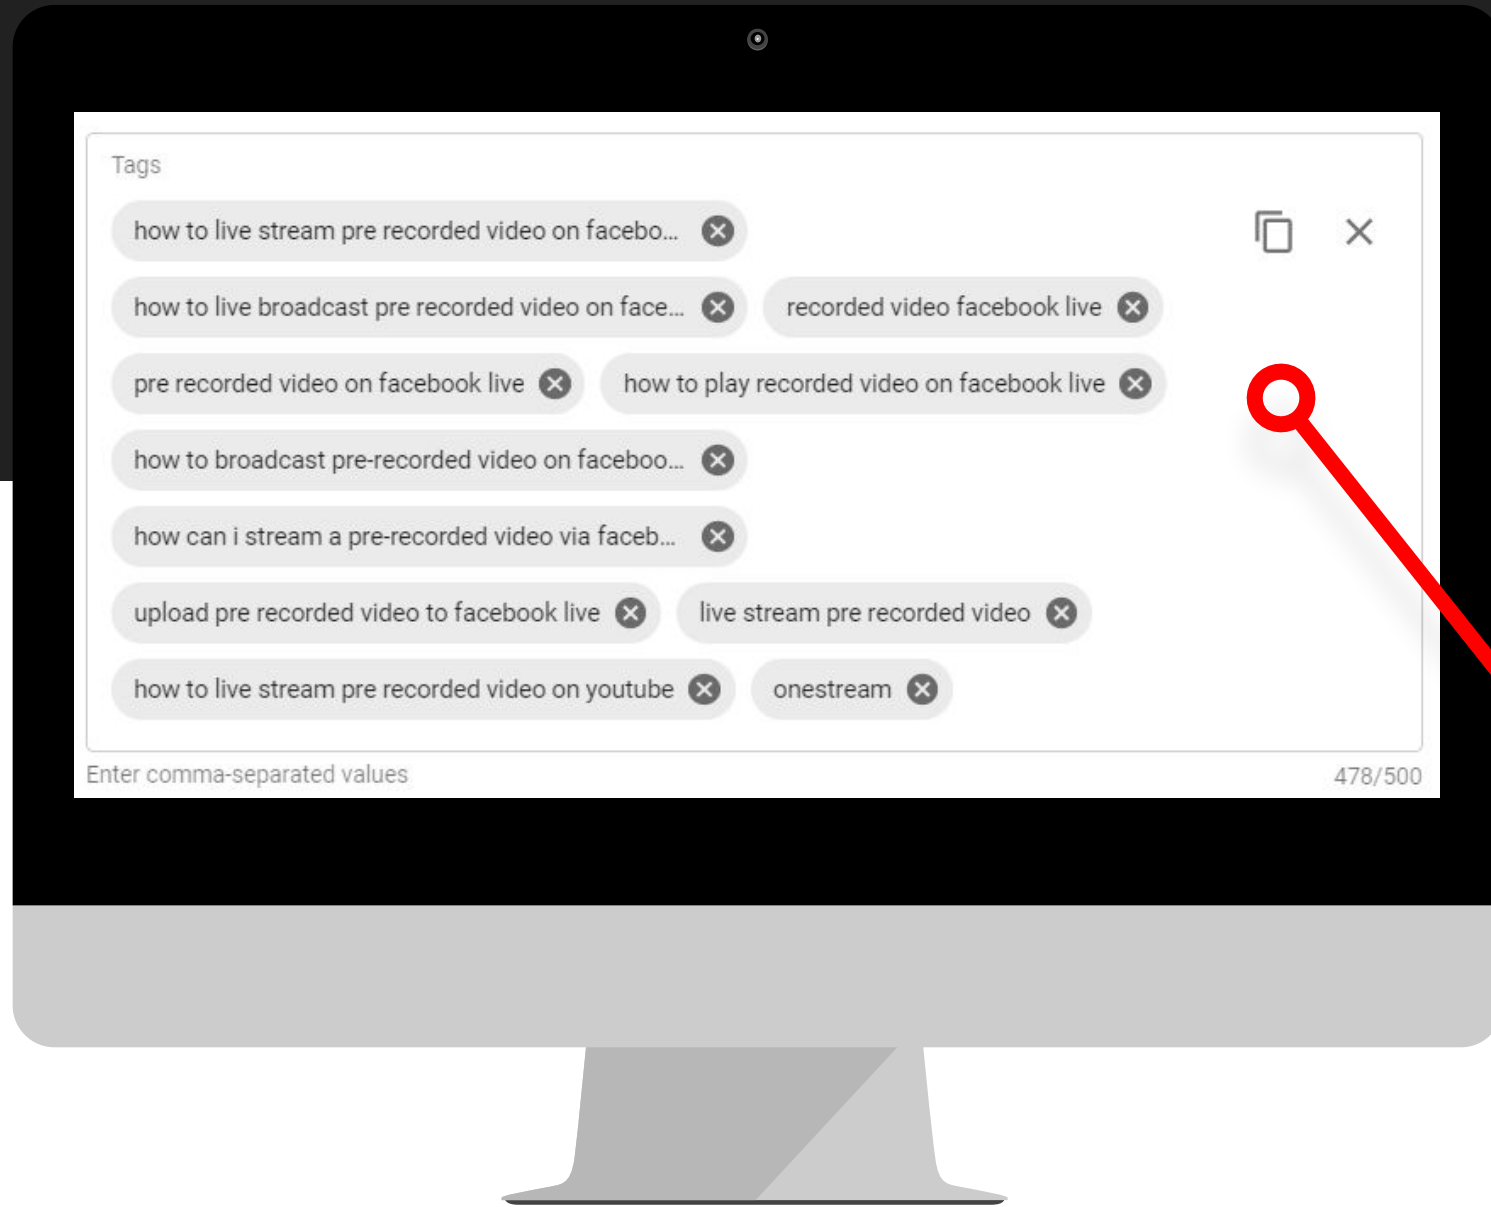 Tags
how to live stream pre recorded video on facebo...
how to live broadcast pre recorded video on face... recorded video facebook live
pre recorded video on facebook live how to play recorded video on facebook live
how to broadcast pre-recorded video on faceboo...
how can i stream a pre-recorded video via faceb...
upload pre recorded video to facebook live live stream pre recorded video
how to live stream pre recorded video on youtube onestream
Enter comma-separated values 478/500